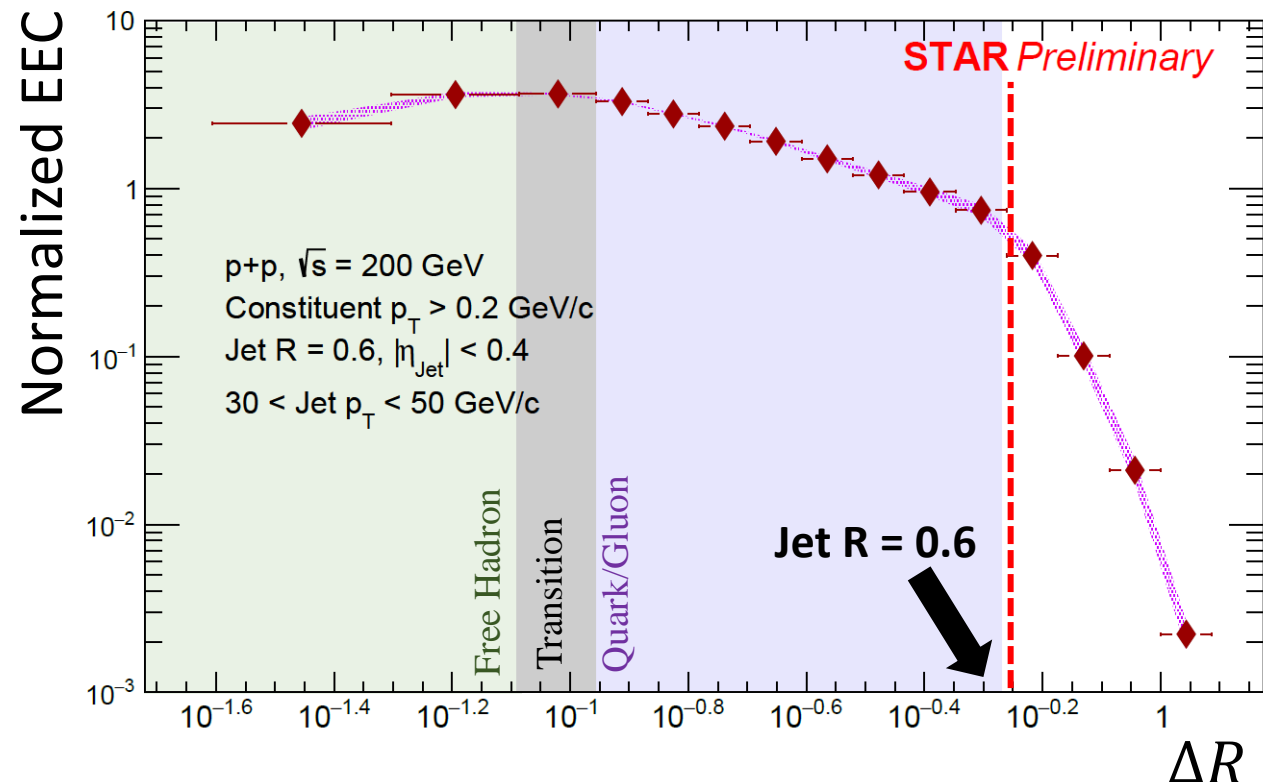 Normalized EEC
10
1
10⁻¹
10⁻²
10⁻³
STAR Preliminary
p+p, √s = 200 GeV
Constituent p_T > 0.2 GeV/c
Jet R = 0.6, |η_Jet| < 0.4
30 < Jet p_T < 50 GeV/c
Free Hadron
Transition
Quark/Gluon
Jet R = 0.6
10⁻¹·⁶ 10⁻¹·⁴ 10⁻¹·² 10⁻¹ 10⁻⁰·⁸ 10⁻⁰·⁶ 10⁻⁰·⁴ 10⁻⁰·² 1
ΔR